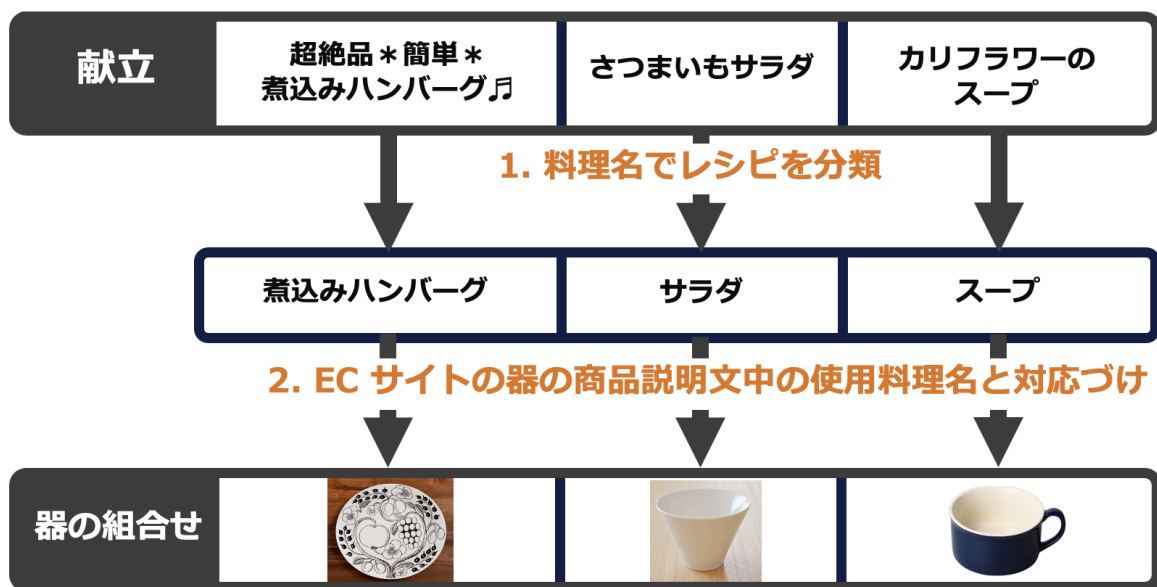 献立
超絶品＊簡単＊
煮込みハンバーグ♬
さつまいもサラダ
カリフラワーの
スープ
1. 料理名でレシピを分類
煮込みハンバーグ
サラダ
スープ
2. EC サイトの器の商品説明文中の使用料理名と対応づけ
器の組合せ